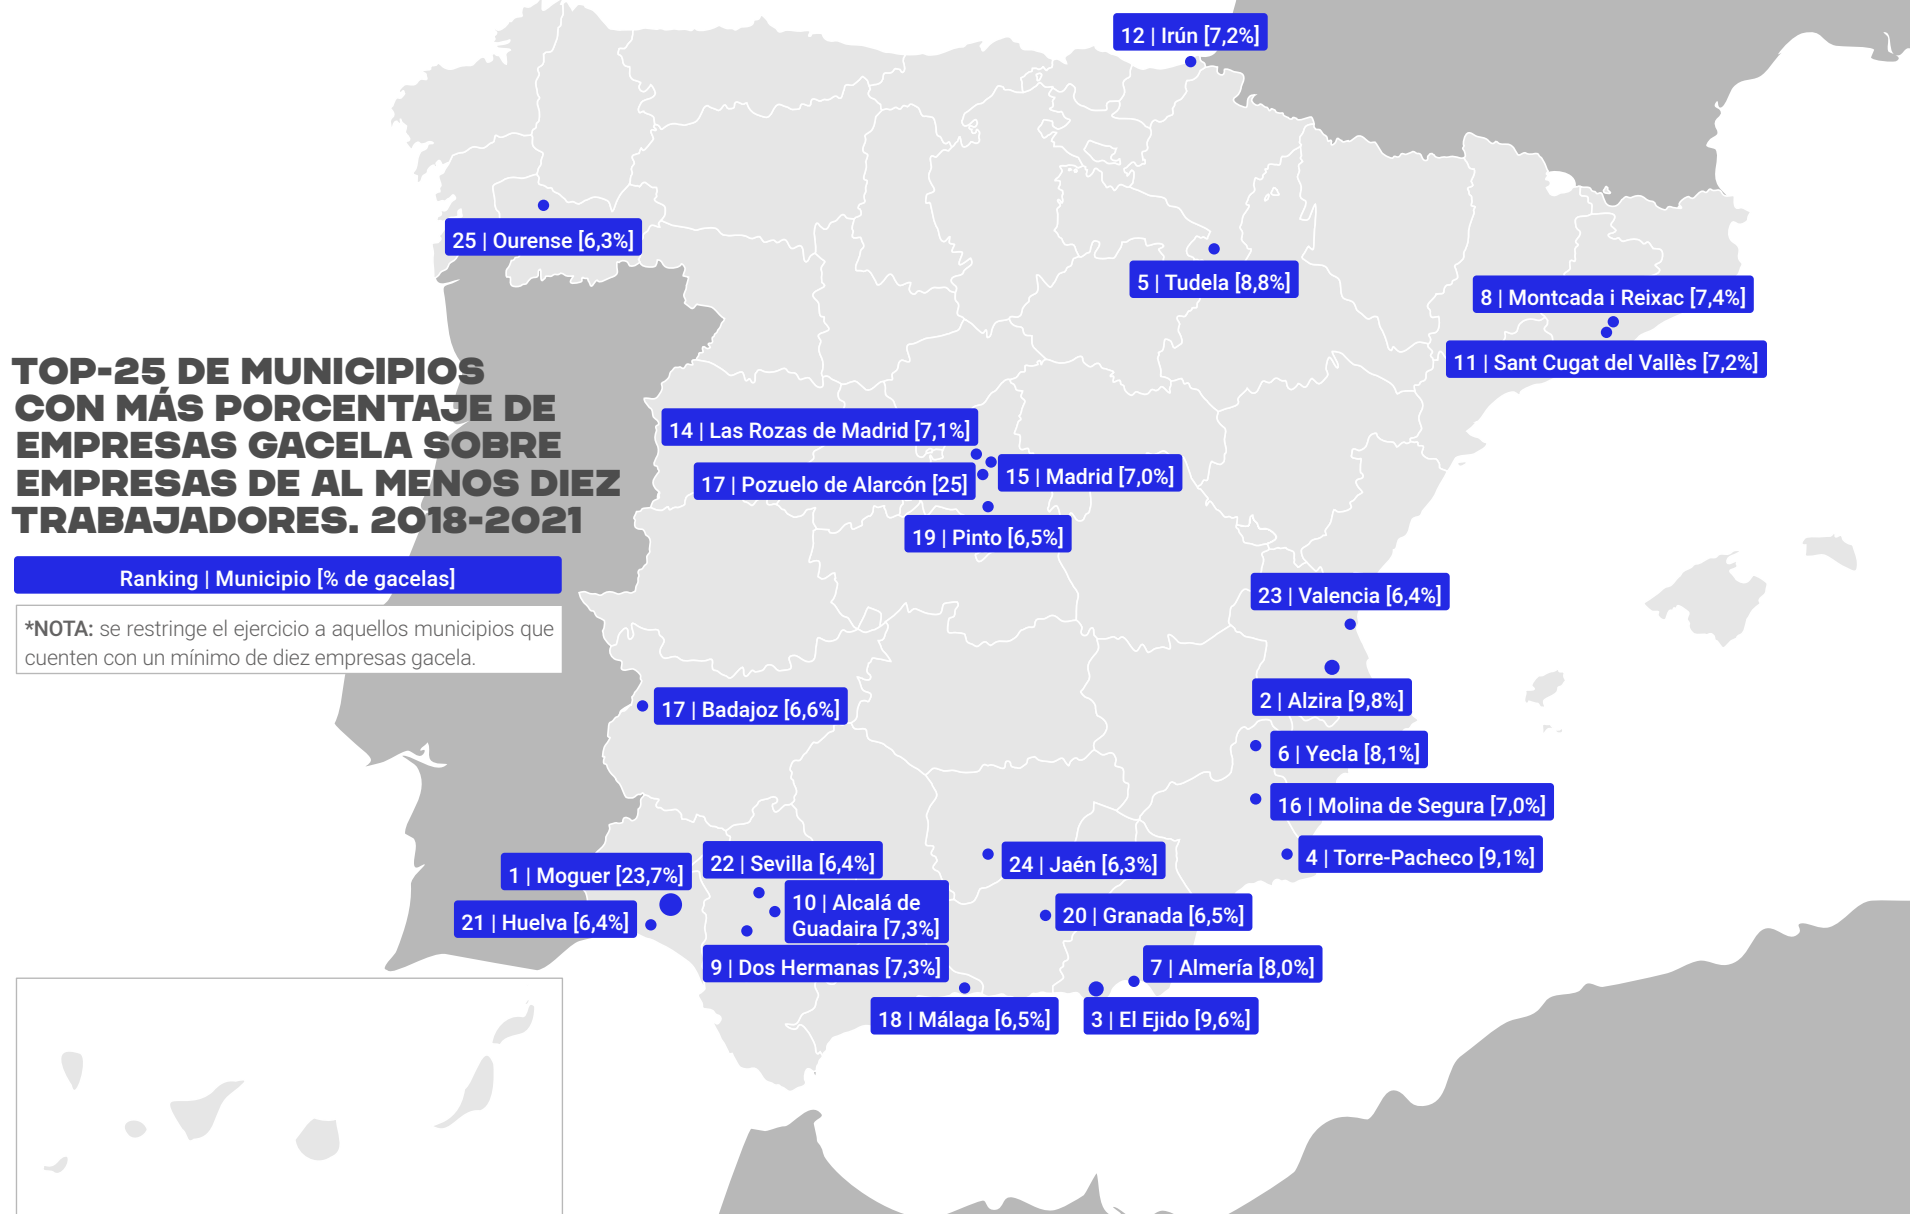 12 | Irún [7,2%]
25 | Ourense [6,3%]
5 | Tudela [8,8%]
8 | Montcada i Reixac [7,4%]
11 | Sant Cugat del Vallès [7,2%]
TOP-25 DE MUNICIPIOS
CON MÁS PORCENTAJE DE
EMPRESAS GACELA SOBRE
EMPRESAS DE AL MENOS DIEZ
TRABAJADORES. 2018-2021
Ranking | Municipio [% de gacelas]
*NOTA: se restringe el ejercicio a aquellos municipios que
cuenten con un mínimo de diez empresas gacela.
14 | Las Rozas de Madrid [7,1%]
17 | Pozuelo de Alarcón [25]
15 | Madrid [7,0%]
19 | Pinto [6,5%]
23 | Valencia [6,4%]
2 | Alzira [9,8%]
17 | Badajoz [6,6%]
6 | Yecla [8,1%]
16 | Molina de Segura [7,0%]
4 | Torre-Pacheco [9,1%]
1 | Moguer [23,7%]
22 | Sevilla [6,4%]
24 | Jaén [6,3%]
21 | Huelva [6,4%]
10 | Alcalá de
Guadaira [7,3%]
20 | Granada [6,5%]
9 | Dos Hermanas [7,3%]
7 | Almería [8,0%]
18 | Málaga [6,5%]
3 | El Ejido [9,6%]